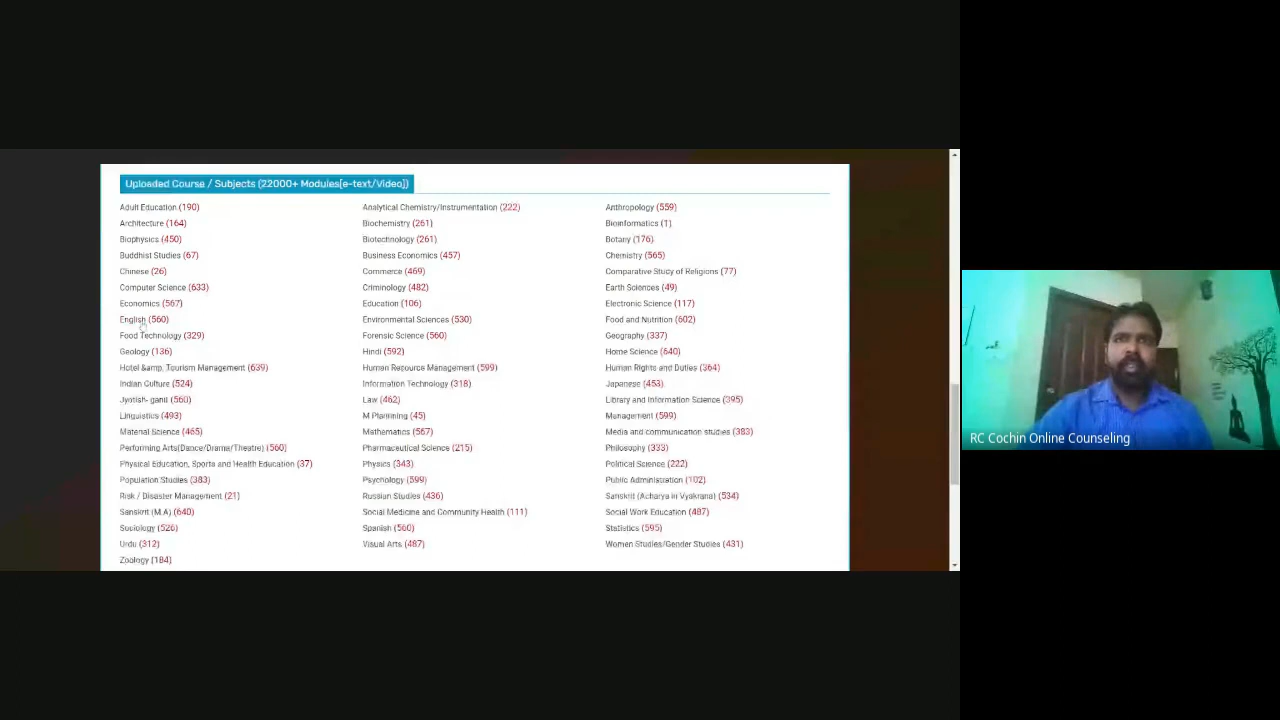 Uploaded Course / Subjects (22000+ Modules[e-text/Video])
Adult Education (190) Analytical Chemistry/Instrumentation (222) Anthropology (559)
Architecture (164) Biochemistry (261) Bioinformatics (1)
Biophysics (450) Biotechnology (261) Botany (176)
Buddhist Studies (67) Business Economics (457) Chemistry (565)
Chinese (26) Commerce (469) Comparative Study of Religions (77)
Computer Science (633) Criminology (482) Earth Sciences (49)
Economics (567) Education (106) Electronic Science (117)
English (560) Environmental Sciences (530) Food and Nutrition (602)
Food Technology (329) Forensic Science (560) Geography (337)
Geology (136) Hindi (592) Home Science (640)
Hotel &amp; Tourism Management (639) Human Resource Management (599) Human Rights and Duties (364)
Indian Culture (524) Information Technology (318) Japanese (453)
Jyotish- ganit (560) Law (462) Library and Information Science (395)
Linguistics (493) M Planning (45) Management (599)
Material Science (465) Mathematics (567) Media and communication studies (383)
Performing Arts(Dance/Drama/Theatre) (560) Pharmaceutical Science (215) Philosophy (333)
Physical Education, Sports and Health Education (37) Physics (343) Political Science (222)
Population Studies (383) Psychology (599) Public Administration (102)
Risk / Disaster Management (21) Russian Studies (436) Sanskrit (Acharya in Vyakrana) (534)
Sanskrit (M.A) (640) Social Medicine and Community Health (111) Social Work Education (487)
Sociology (526) Spanish (560) Statistics (595)
Urdu (312) Visual Arts (487) Women Studies/Gender Studies (431)
Zoology (184)
RC Cochin Online Counseling